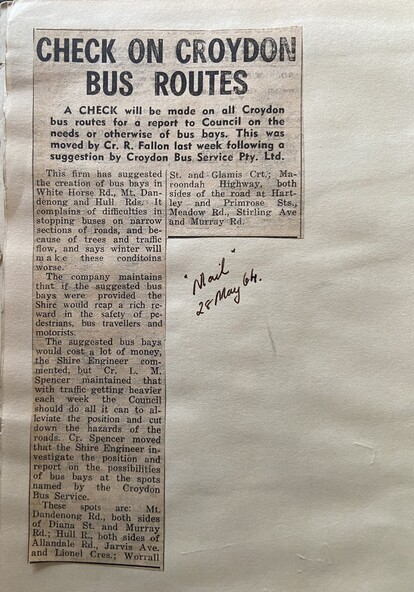 CHECK ON CROYDON
BUS ROUTES
A CHECK will be made on all Croydon
bus routes for a report to Council on the
needs or otherwise of bus bays. This was
moved by Cr. R. Fallon last week following a
suggestion by Croydon Bus Service Pty. Ltd.
This firm has suggested
the creation of bus bays in
White Horse Rd., Mt. Dan-
denong and Hull Rds. It
complains of difficulties in
stopping buses on narrow
sections of roads, and be-
cause of trees and traffic
flow, and says winter will
make these conditoins
worse.
The company maintains
that if the suggested bus
bays were provided the
Shire would reap a rich re-
ward in the safety of pe-
destrians, bus travellers and
motorists.
The suggested bus bays
would cost a lot of money,
the Shire Engineer com-
mented, but Cr. L. M.
Spencer maintained that
with traffic getting heavier
each week the Council
should do all it can to al-
leviate the position and cut
down the hazards of the
roads. Cr. Spencer moved
that the Shire Engineer in-
vestigate the position and
report on the possibilities
of bus bays at the spots
named by the Croydon
Bus Service.
These spots are: Mt.
Dandenong Rd., both sides
of Diana St. and Murray
Rd.; Hull R., both sides of
Allandale Rd., Jarvis Ave.
and Lionel Cres.; Worrall
St. and Glamis Crt.; Ma-
roondah Highway, both
sides of the road at Hart-
ley and Primrose Sts.,
Meadow Rd., Stirling Ave
and Murray Rd.
"Mail"
28 May 64.